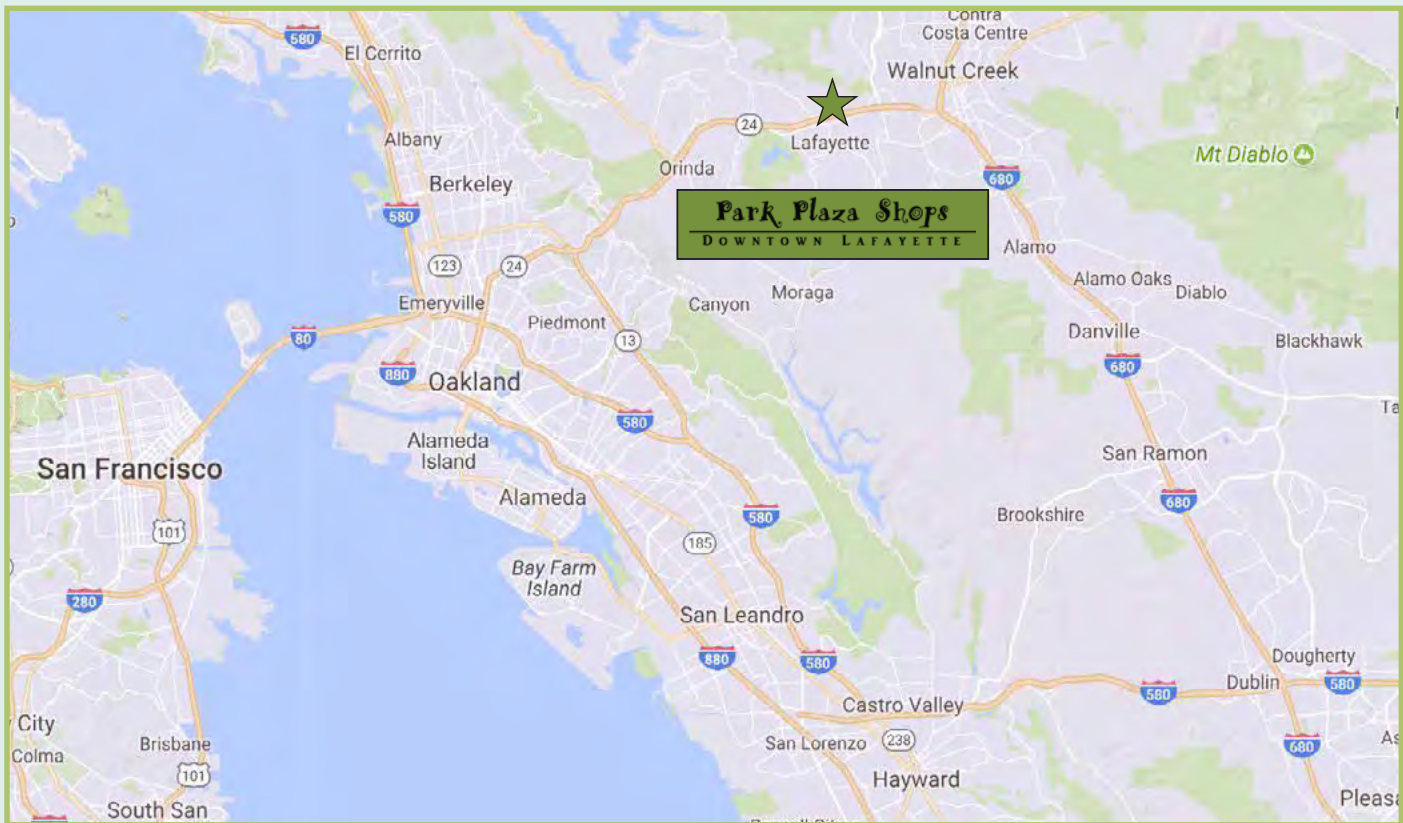 Contra
Costa Centre
580
El Cerrito
Walnut Creek
24
Albany
Lafayette
Mt Diablo
Orinda
680
Berkeley
580
Park Plaza Shops
DOWNTOWN LAFAYETTE
Alamo
123
24
Alamo Oaks
Diablo
Emeryville
Canyon
Moraga
Piedmont
Danville
80
13
Blackhawk
880
Oakland
680
580
Alameda
Island
San Francisco
San Ramon
Alameda
680
101
580
Brookshire
185
Bay Farm
Island
280
San Leandro
880
580
Dougherty
Dublin
580
580
Castro Valley
City
Brisbane
San Lorenzo
238
680
Colma
101
Hayward
South San